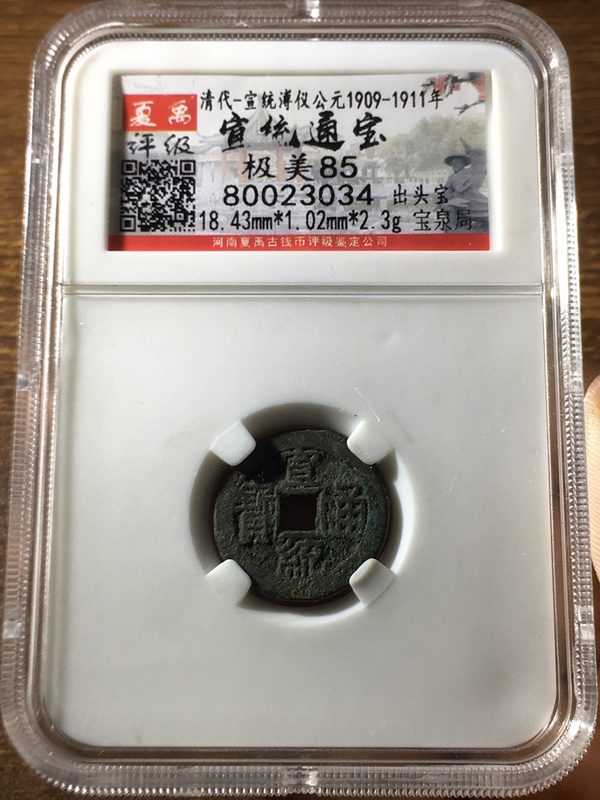 夏禹
评级
清代-宣统溥仪公元1909-1911年
宣统通宝
极美85
80023034 出头宝
18.43mm*1.02mm*2.3g 宝泉局
河南夏禹古钱币评级鉴定公司
宣統通寶